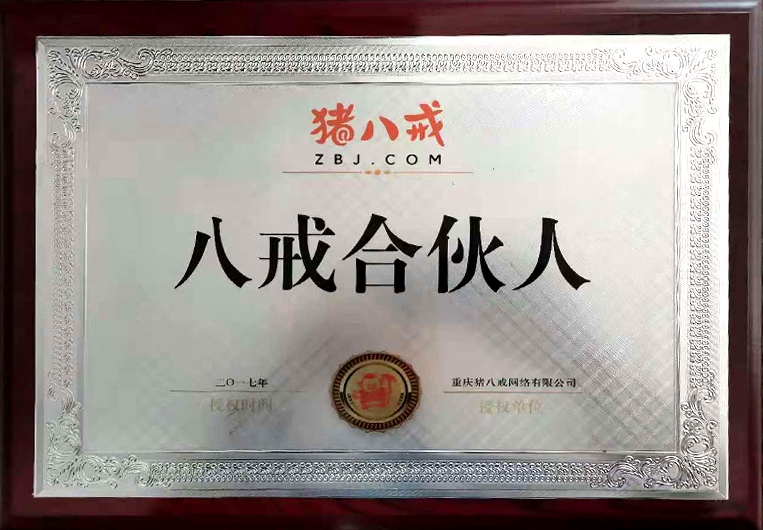 猪八戒
ZBJ.COM
八戒合伙人
二〇一七年
授权时间
重庆猪八戒网络有限公司
授权单位